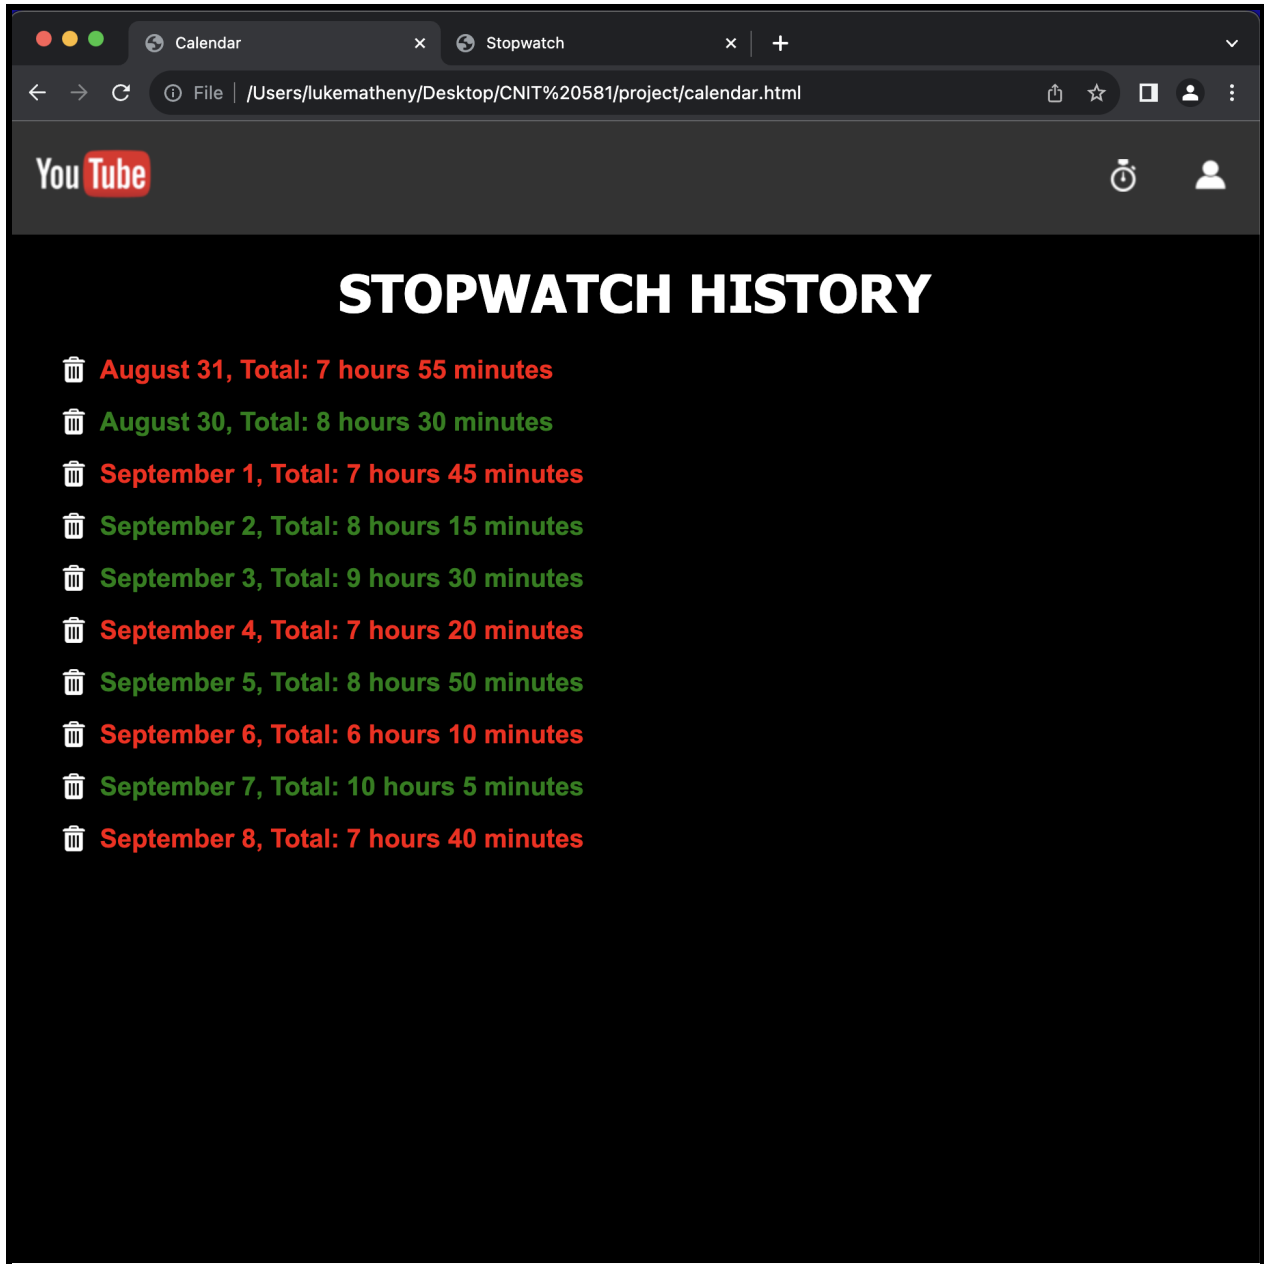 Calendar
Stopwatch
File
/Users/lukematheny/Desktop/CNIT%20581/project/calendar.html
YouTube
STOPWATCH HISTORY
August 31, Total: 7 hours 55 minutes
August 30, Total: 8 hours 30 minutes
September 1, Total: 7 hours 45 minutes
September 2, Total: 8 hours 15 minutes
September 3, Total: 9 hours 30 minutes
September 4, Total: 7 hours 20 minutes
September 5, Total: 8 hours 50 minutes
September 6, Total: 6 hours 10 minutes
September 7, Total: 10 hours 5 minutes
September 8, Total: 7 hours 40 minutes